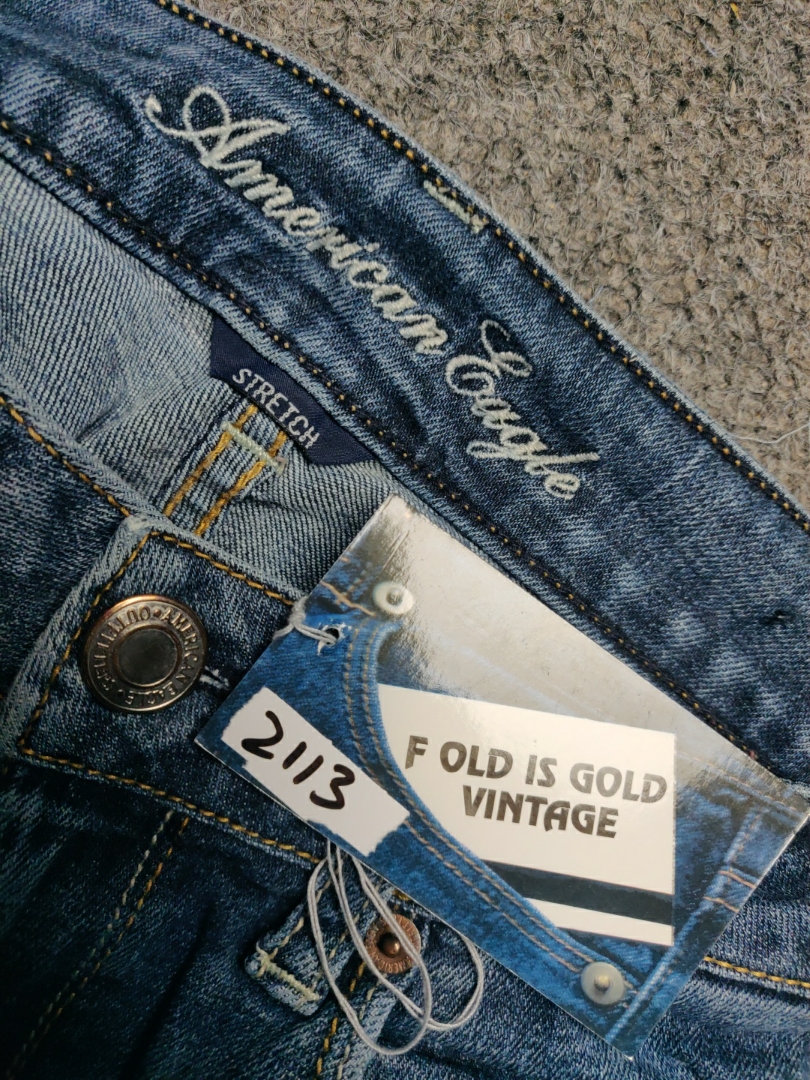 American Eagle
STRETCH
AMERICAN EAGLE OUTFITTERS
2113
F OLD IS GOLD
VINTAGE